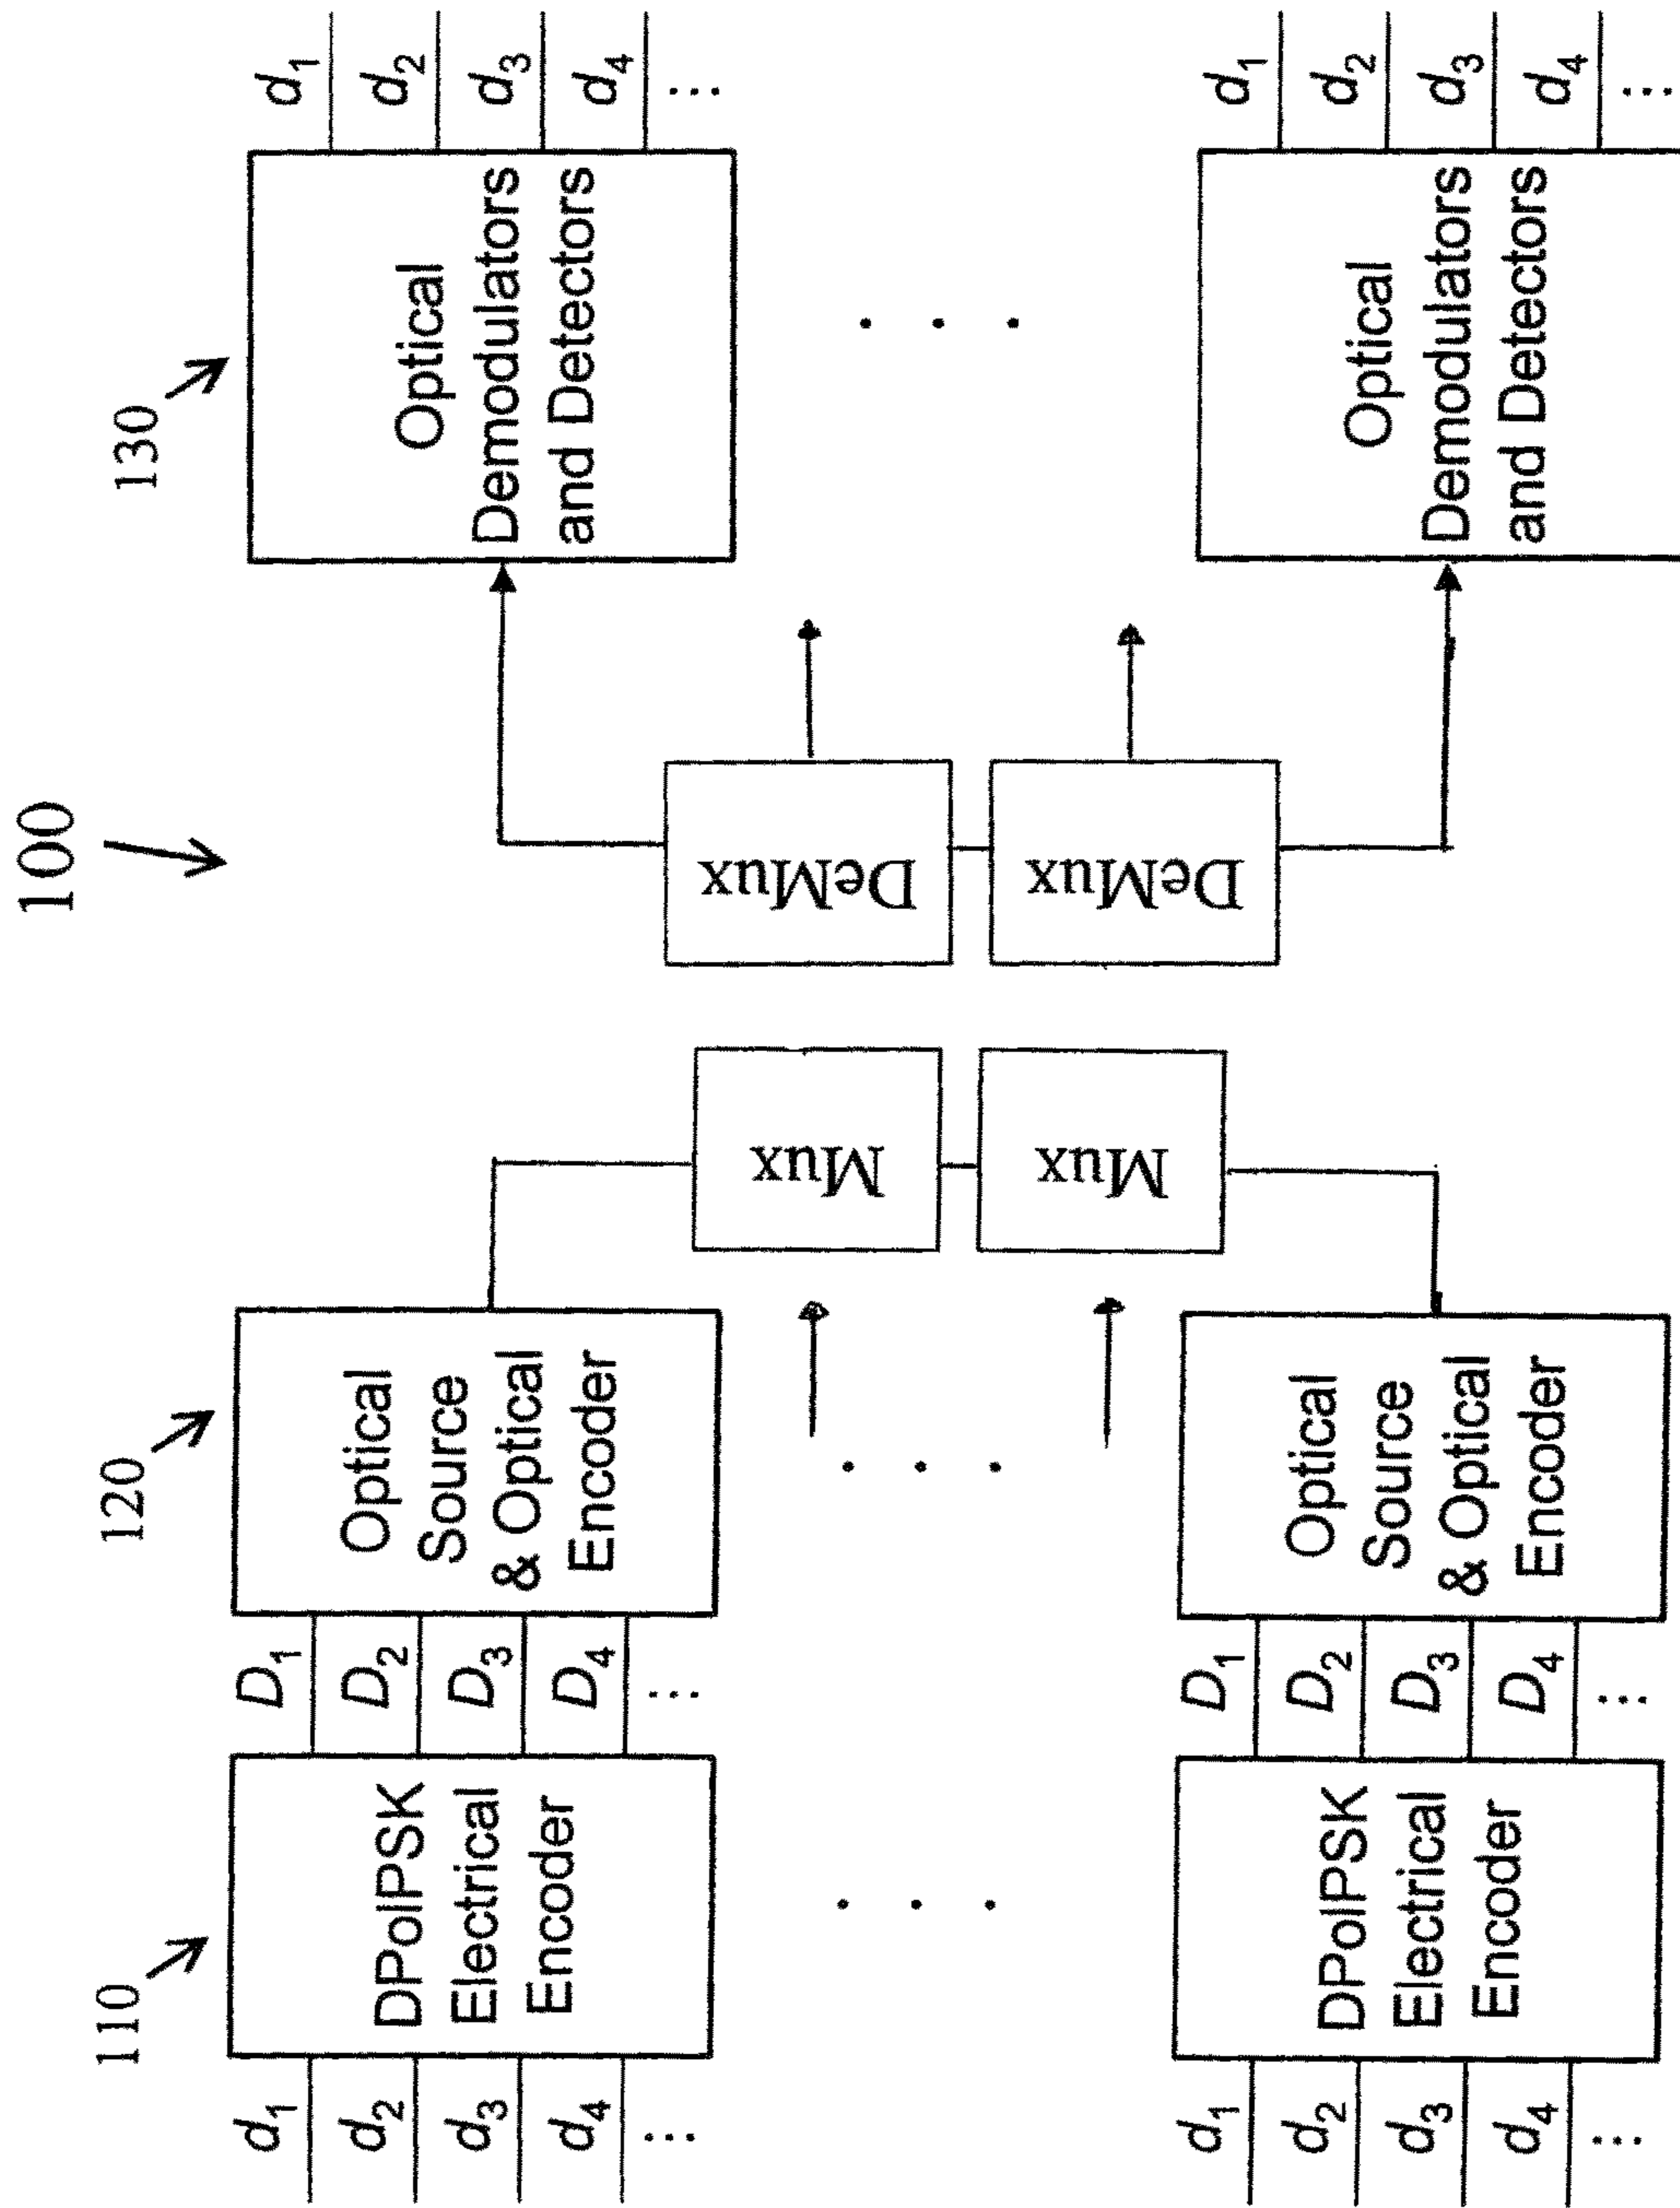 100
110
120
130
d1
d2
d3
d4
...
DPolPSK
Electrical
Encoder
D1
D2
D3
D4
...
Optical
Source
& Optical
Encoder
Mux
Mux
DeMux
DeMux
Optical
Demodulators
and Detectors
d1
d2
d3
d4
...
d1
d2
d3
d4
...
DPolPSK
Electrical
Encoder
D1
D2
D3
D4
...
Optical
Source
& Optical
Encoder
Optical
Demodulators
and Detectors
d1
d2
d3
d4
...